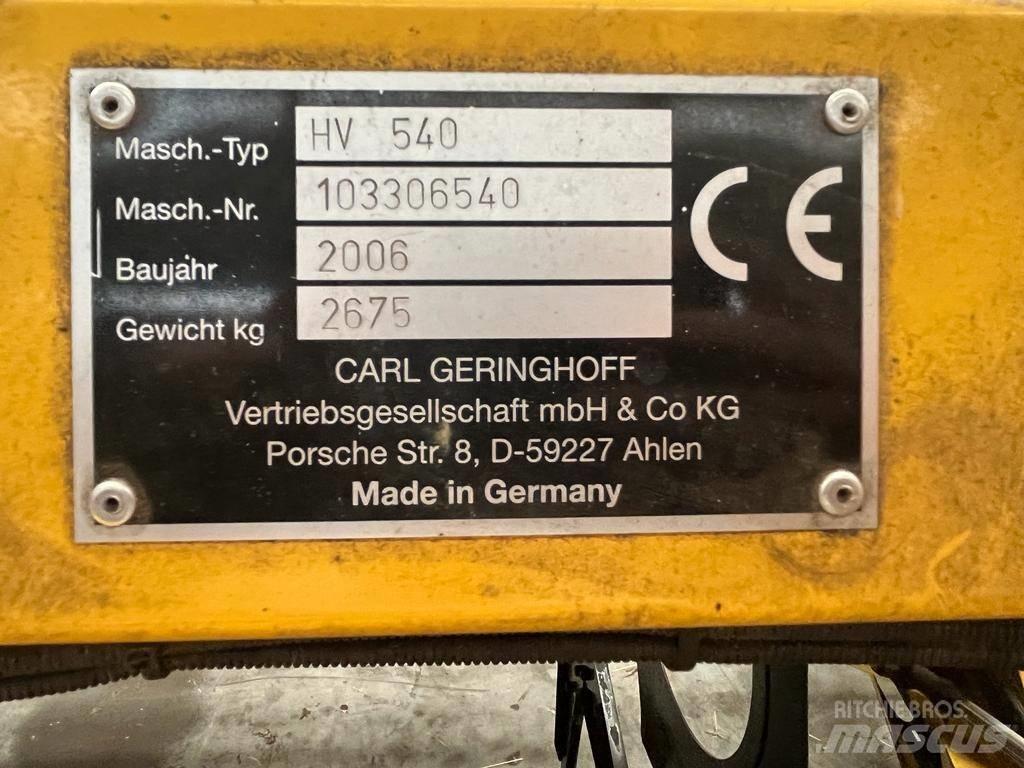 Masch.-Typ HV 540
Masch.-Nr. 103306540
Baujahr 2006
Gewicht kg 2675
CE
CARL GERINGHOFF
Vertriebsgesellschaft mbH & Co KG
Porsche Str. 8, D-59227 Ahlen
Made in Germany
RITCHIE BROS.
MASCUS